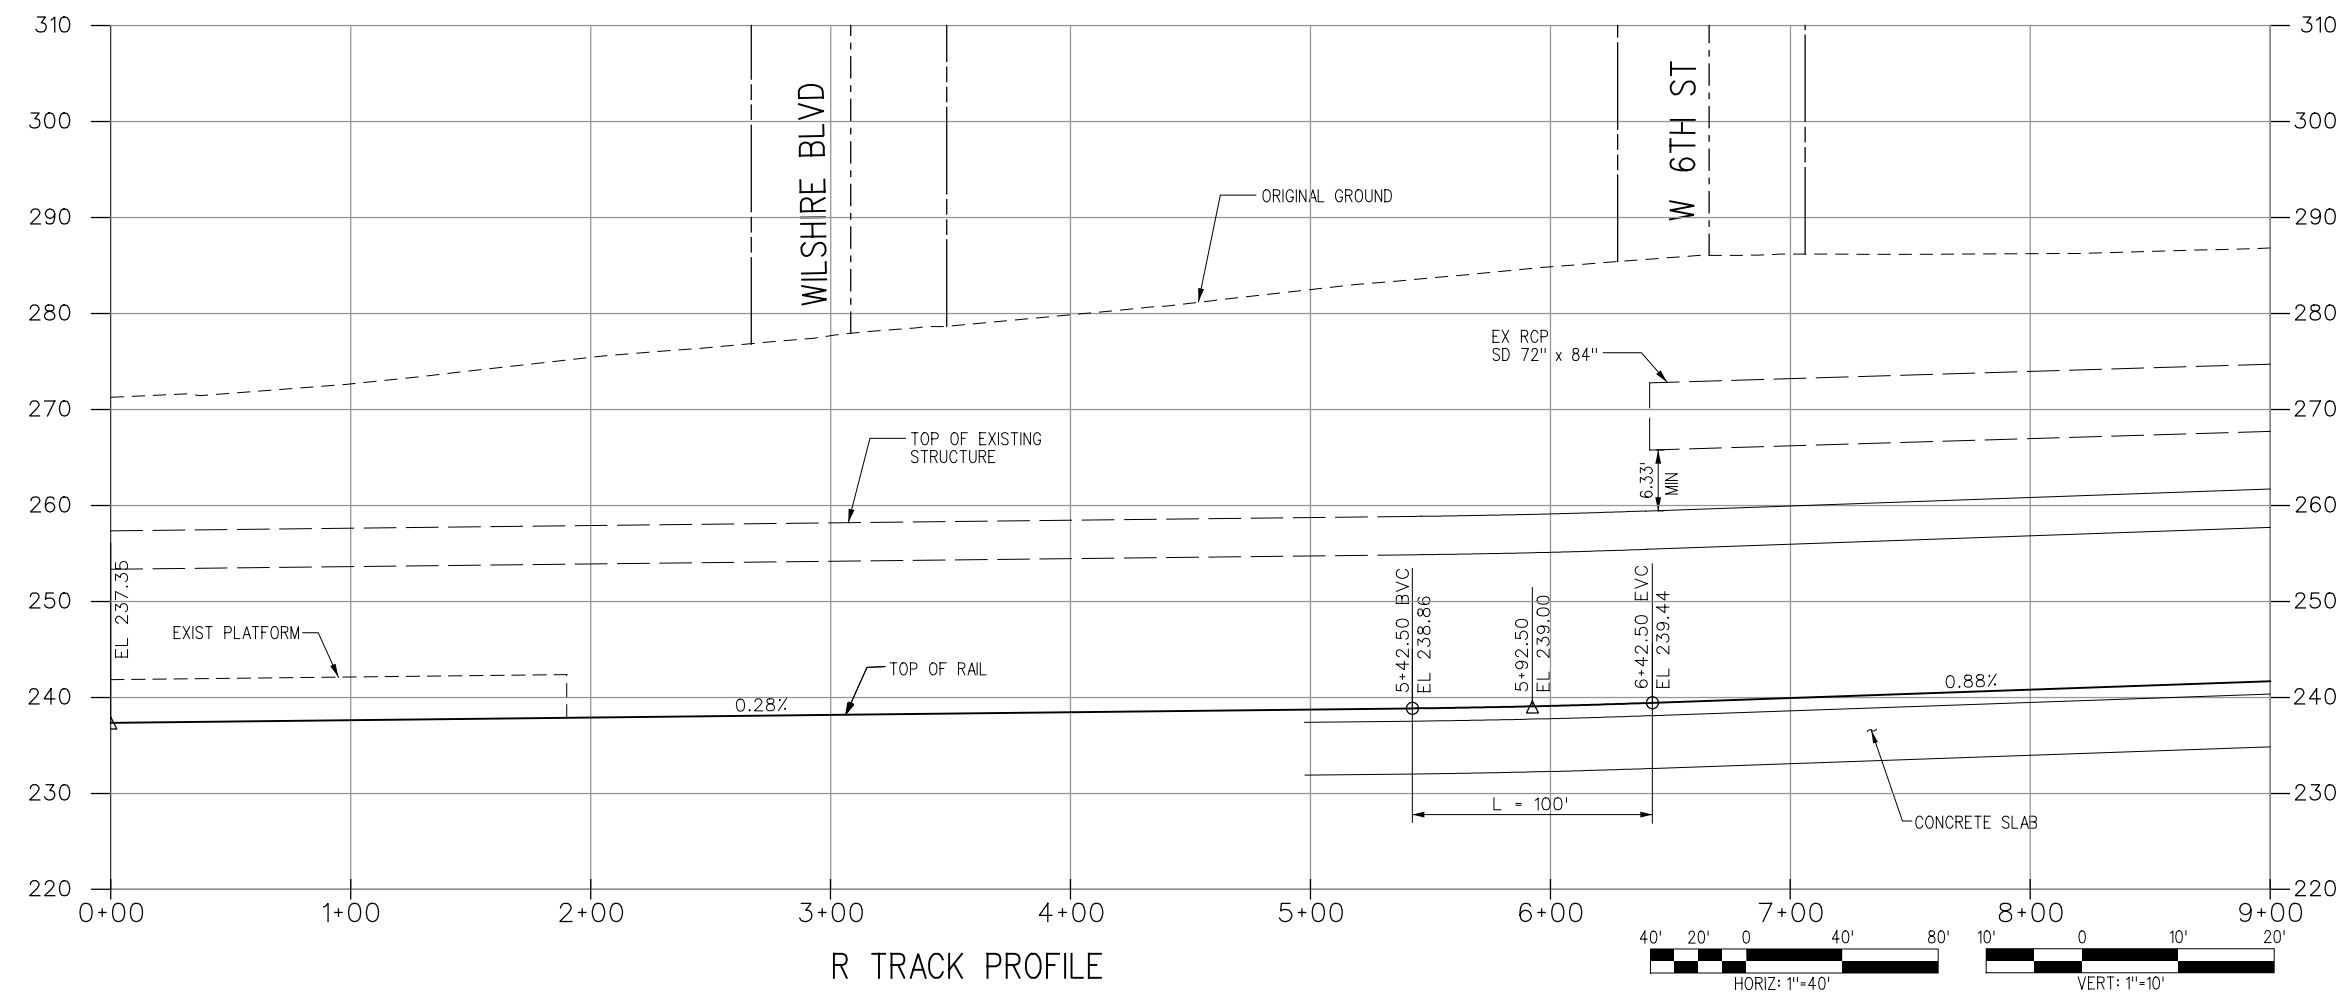 310
310
300
300
290
290
280
280
270
270
260
260
250
250
240
240
230
230
220
220
WILSHIRE BLVD
W 6TH ST
ORIGINAL GROUND
EX RCP
SD 72" x 84"
TOP OF EXISTING
STRUCTURE
6.33'
MIN
EL 237.35
EXIST PLATFORM
TOP OF RAIL
0.28%
5+42.50 BVC
EL 238.86
5+92.50
EL 239.00
6+42.50 EVC
EL 239.44
0.88%
L = 100'
CONCRETE SLAB
0+00
1+00
2+00
3+00
4+00
5+00
6+00
7+00
8+00
9+00
R TRACK PROFILE
40' 20' 0 40' 80'
HORIZ: 1"=40'
10' 0 10' 20'
VERT: 1"=10'